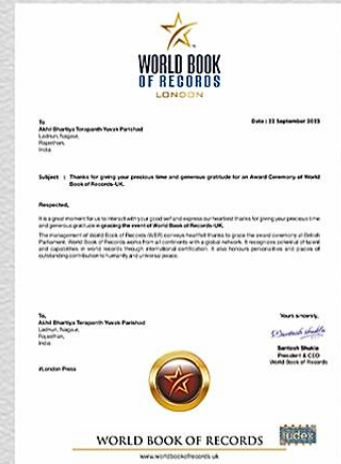 WORLD BOOK
OF RECORDS
LONDON
To
Date : 22 September 2023
Akhil Bhartiya Terapanth Yuvak Parishad
Ladnun, Nagaur,
Rajasthan,
India
Subject : Thanks for giving your precious time and generous gratitude for an Award Ceremony of World
Book of Records-UK.
Respected,
It is a great moment for us to interact with your good self and express our heartiest thanks for giving your precious time
and generous gratitude in gracing the event of World Book of Records-UK.
The management of World Book of Records (WBR) conveys heartfelt thanks to grace the award ceremony at British
Parliament. World Book of Records works from all continents with a global network. It recognizes potential of talent
and capabilities in world records through international certification. It also honours personalities and places of
outstanding contribution to humanity and universal peace.
To,
Akhil Bhartiya Terapanth Yuvak Parishad
Ladnun, Nagaur,
Rajasthan,
India
#London Press
Yours sincerely,
Santosh Shukla
Santosh Shukla
President & CEO
World Book of Records
WORLD BOOK OF RECORDS
www.worldbookofrecords.uk